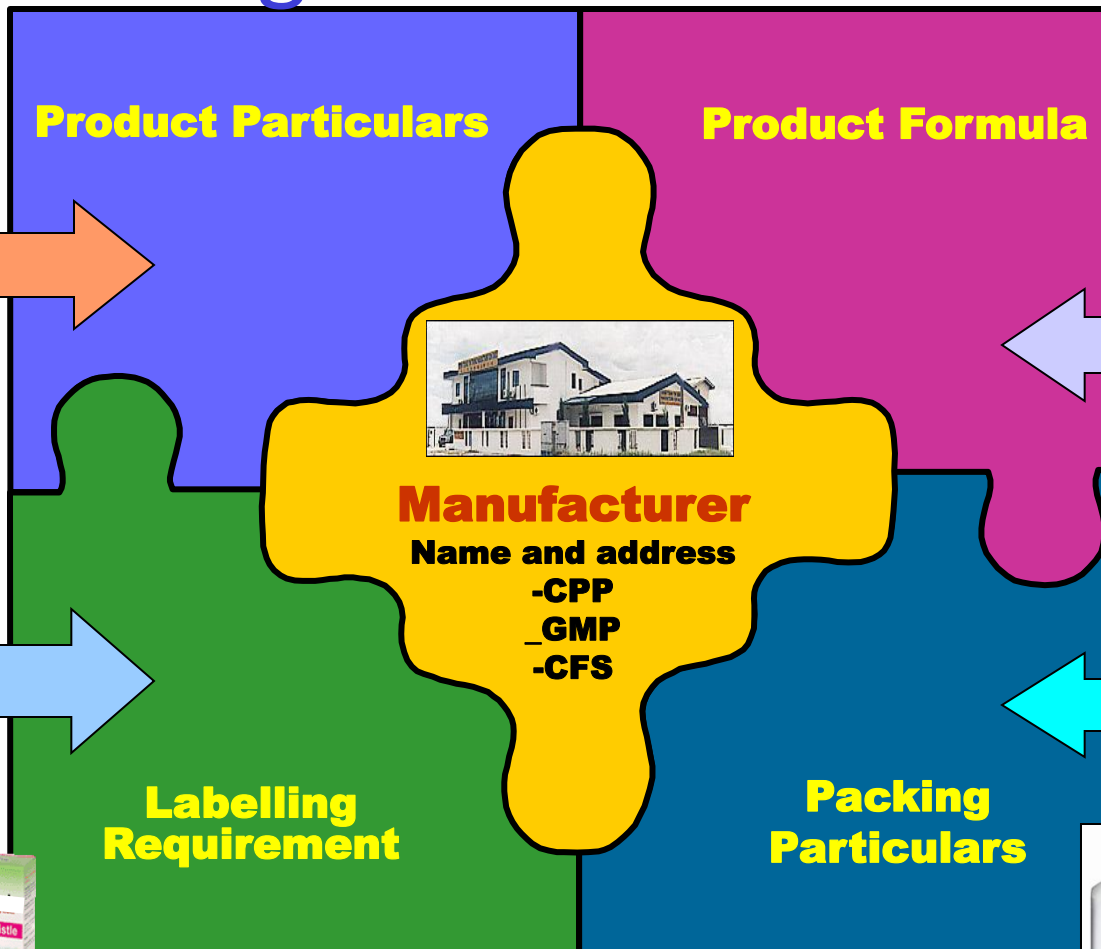 Product Particulars
Product Formula
Manufacturer
Name and address
-CPP
_GMP
-CFS
Labelling
Requirement
Packing
Particulars